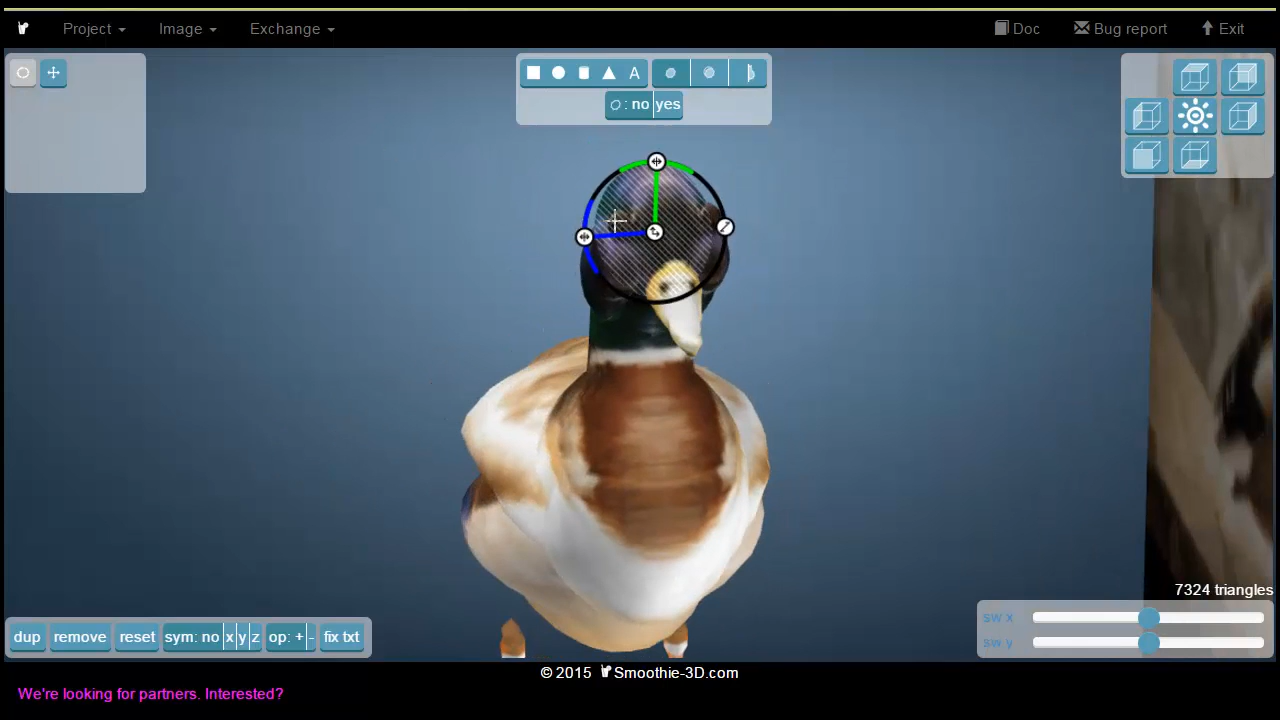 Project Image Exchange Doc Bug report Exit
A
: no yes
7324 triangles
sw x
sw y
dup remove reset sym: no x y z op: + - fix txt
© 2015 Smoothie-3D.com
We're looking for partners. Interested?